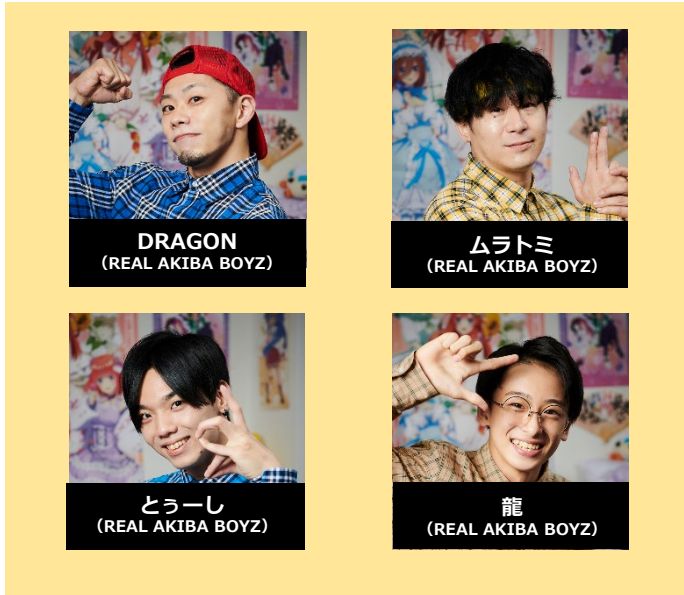 DRAGON
（REAL AKIBA BOYZ）
ムラトミ
（REAL AKIBA BOYZ）
とぅーし
（REAL AKIBA BOYZ）
龍
（REAL AKIBA BOYZ）